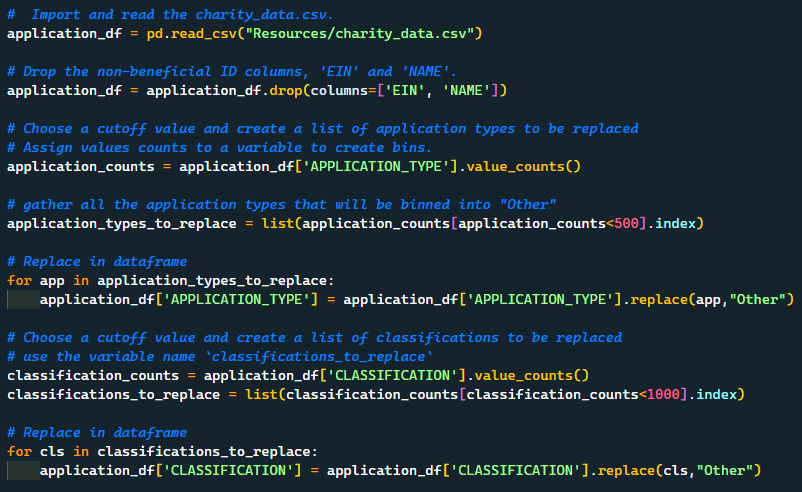 #  Import and read the charity_data.csv.
application_df = pd.read_csv("Resources/charity_data.csv")
# Drop the non-beneficial ID columns, 'EIN' and 'NAME'.
application_df = application_df.drop(columns=['EIN', 'NAME'])
# Choose a cutoff value and create a list of application types to be replaced
# Assign values counts to a variable to create bins.
application_counts = application_df['APPLICATION_TYPE'].value_counts()
# gather all the application types that will be binned into "Other"
application_types_to_replace = list(application_counts[application_counts<500].index)
# Replace in dataframe
for app in application_types_to_replace:
    application_df['APPLICATION_TYPE'] = application_df['APPLICATION_TYPE'].replace(app,"Other")
# Choose a cutoff value and create a list of classifications to be replaced
# use the variable name `classifications_to_replace`
classification_counts = application_df['CLASSIFICATION'].value_counts()
classifications_to_replace = list(classification_counts[classification_counts<1000].index)
# Replace in dataframe
for cls in classifications_to_replace:
    application_df['CLASSIFICATION'] = application_df['CLASSIFICATION'].replace(cls,"Other")